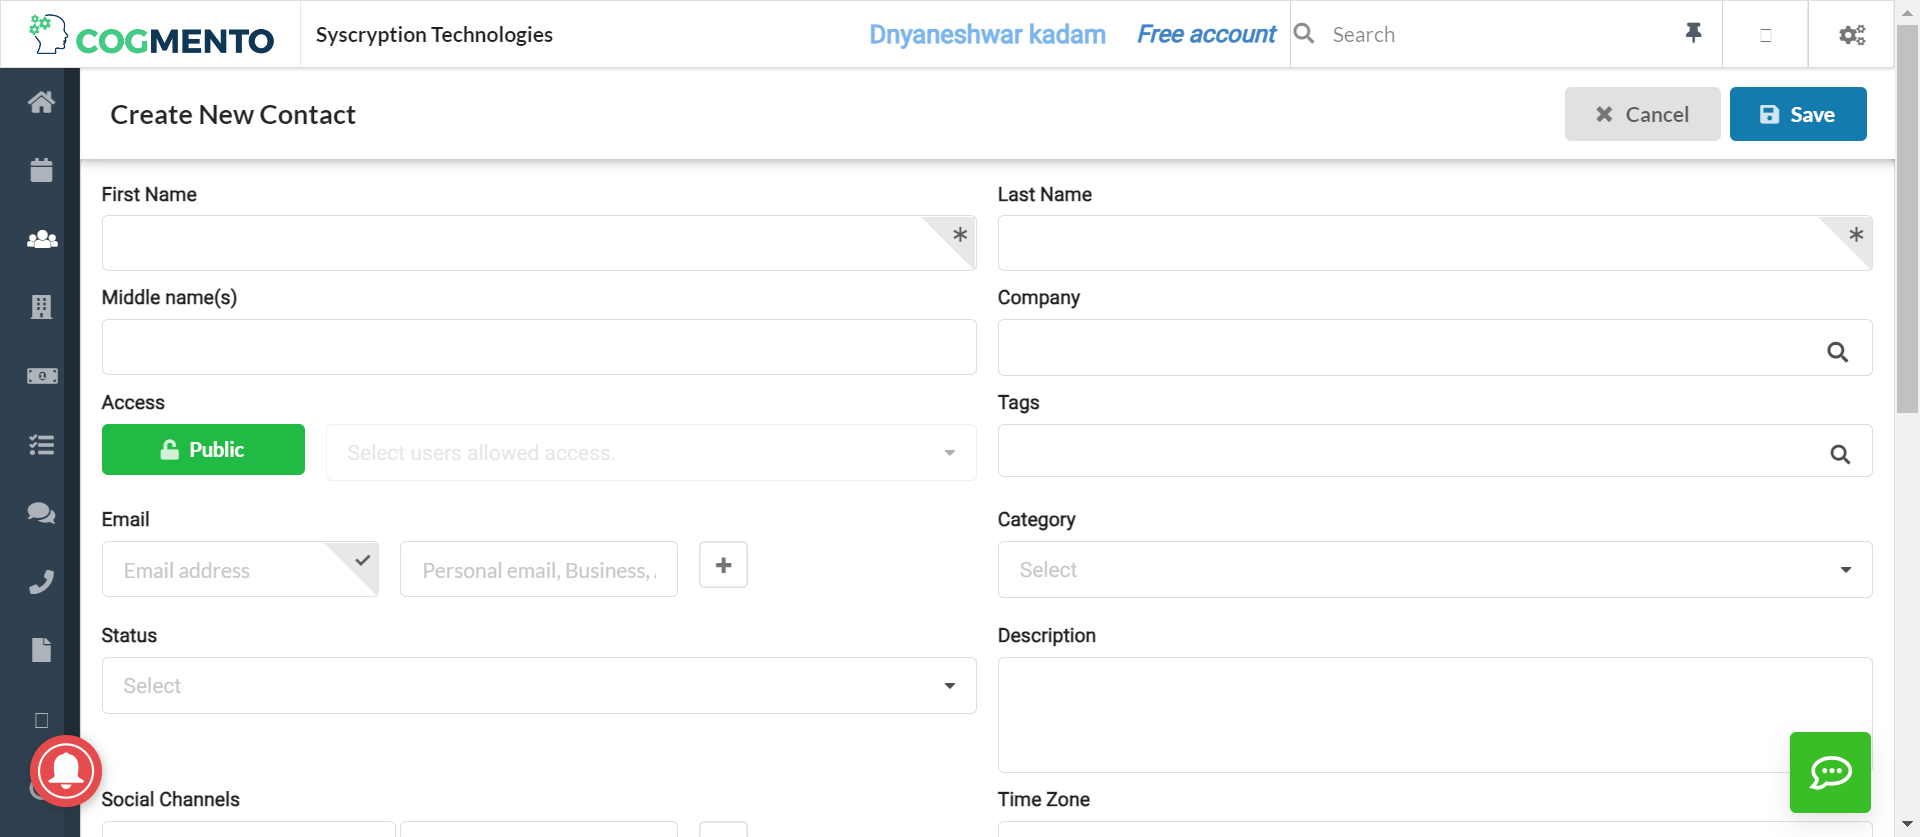 COGMENTO
Syscryption Technologies
Dnyaneshwar kadam
Free account
Search
Create New Contact
Cancel
Save
First Name
Last Name
*
*
Middle name(s)
Company
Access
Tags
Public
Select users allowed access.
Email
Category
Email address
Personal email, Business,
Select
Status
Description
Select
Social Channels
Time Zone